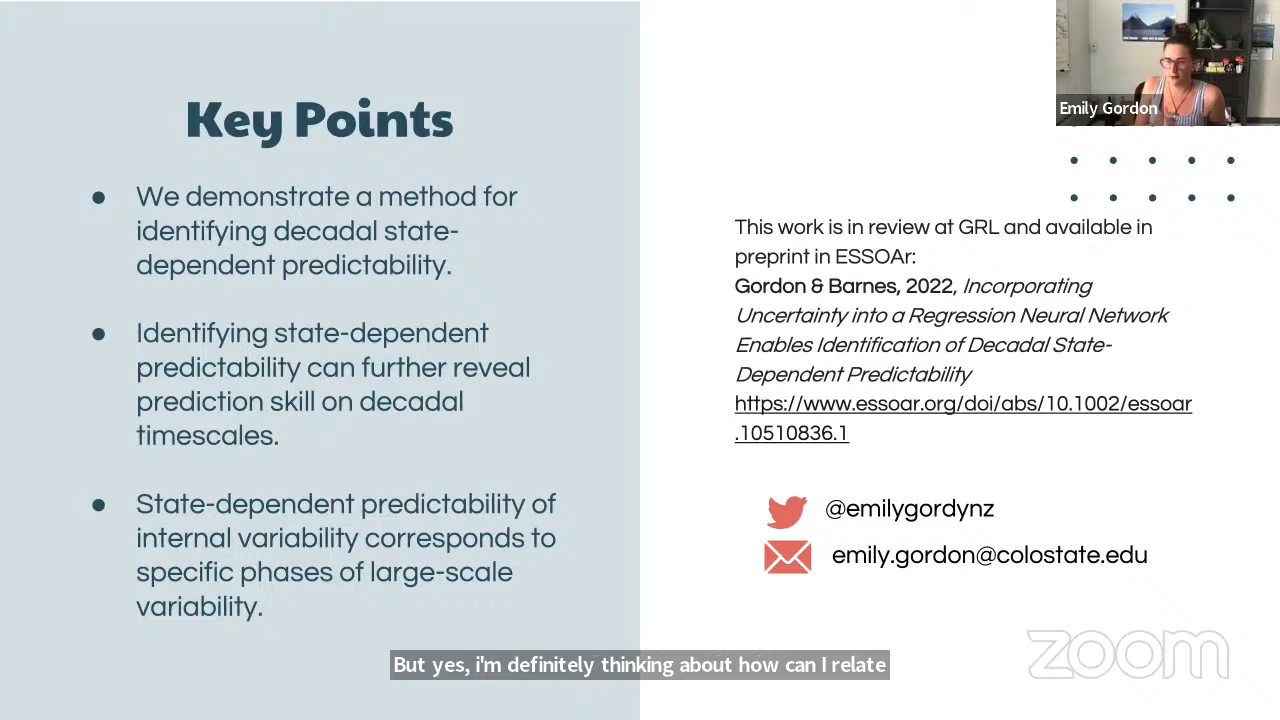 Key Points
● We demonstrate a method for
identifying decadal state-
dependent predictability.
● Identifying state-dependent
predictability can further reveal
prediction skill on decadal
timescales.
● State-dependent predictability of
internal variability corresponds to
specific phases of large-scale
variability.
Emily Gordon
This work is in review at GRL and available in
preprint in ESSOAr:
Gordon & Barnes, 2022, Incorporating
Uncertainty into a Regression Neural Network
Enables Identification of Decadal State-
Dependent Predictability
https://www.essoar.org/doi/abs/10.1002/essoar
.10510836.1
@emilygordynz
emily.gordon@colostate.edu
But yes, i'm definitely thinking about how can I relate
zoom